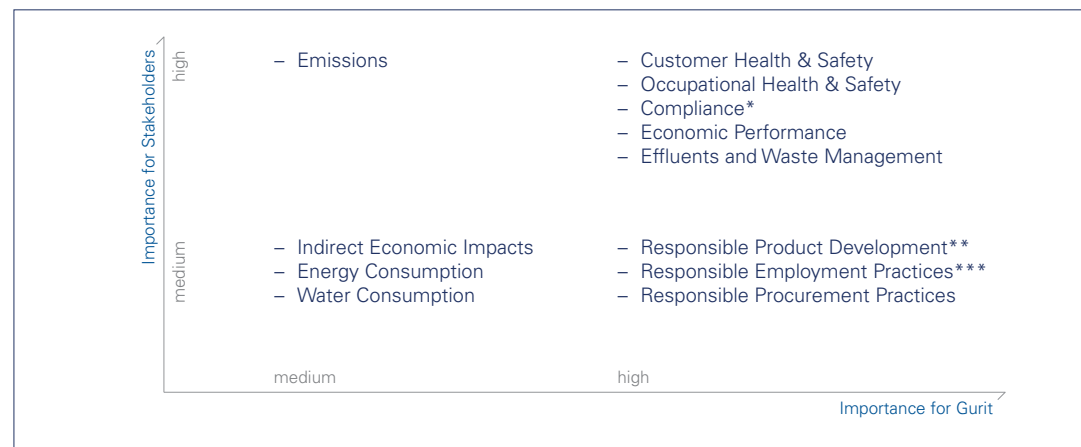 Importance for Stakeholders
high
– Emissions
– Customer Health & Safety
– Occupational Health & Safety
– Compliance*
– Economic Performance
– Effluents and Waste Management
medium
– Indirect Economic Impacts
– Energy Consumption
– Water Consumption
– Responsible Product Development**
– Responsible Employment Practices***
– Responsible Procurement Practices
medium
high
Importance for Gurit